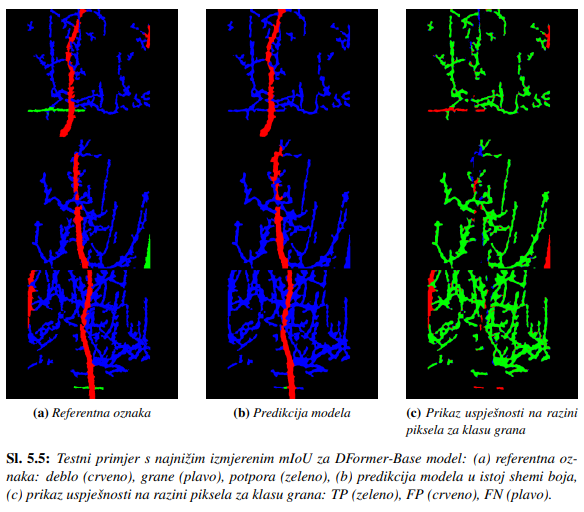 (a) Referentna oznaka
(b) Predikcija modela
(c) Prikaz uspješnosti na razini
piksela za klasu grana
Sl. 5.5: Testni primjer s najnižim izmjerenim mIoU za DFormer-Base model: (a) referentna oz-
naka: deblo (crveno), grane (plavo), potpora (zeleno), (b) predikcija modela u istoj shemi boja,
(c) prikaz uspješnosti na razini piksela za klasu grana: TP (zeleno), FP (crveno), FN (plavo).